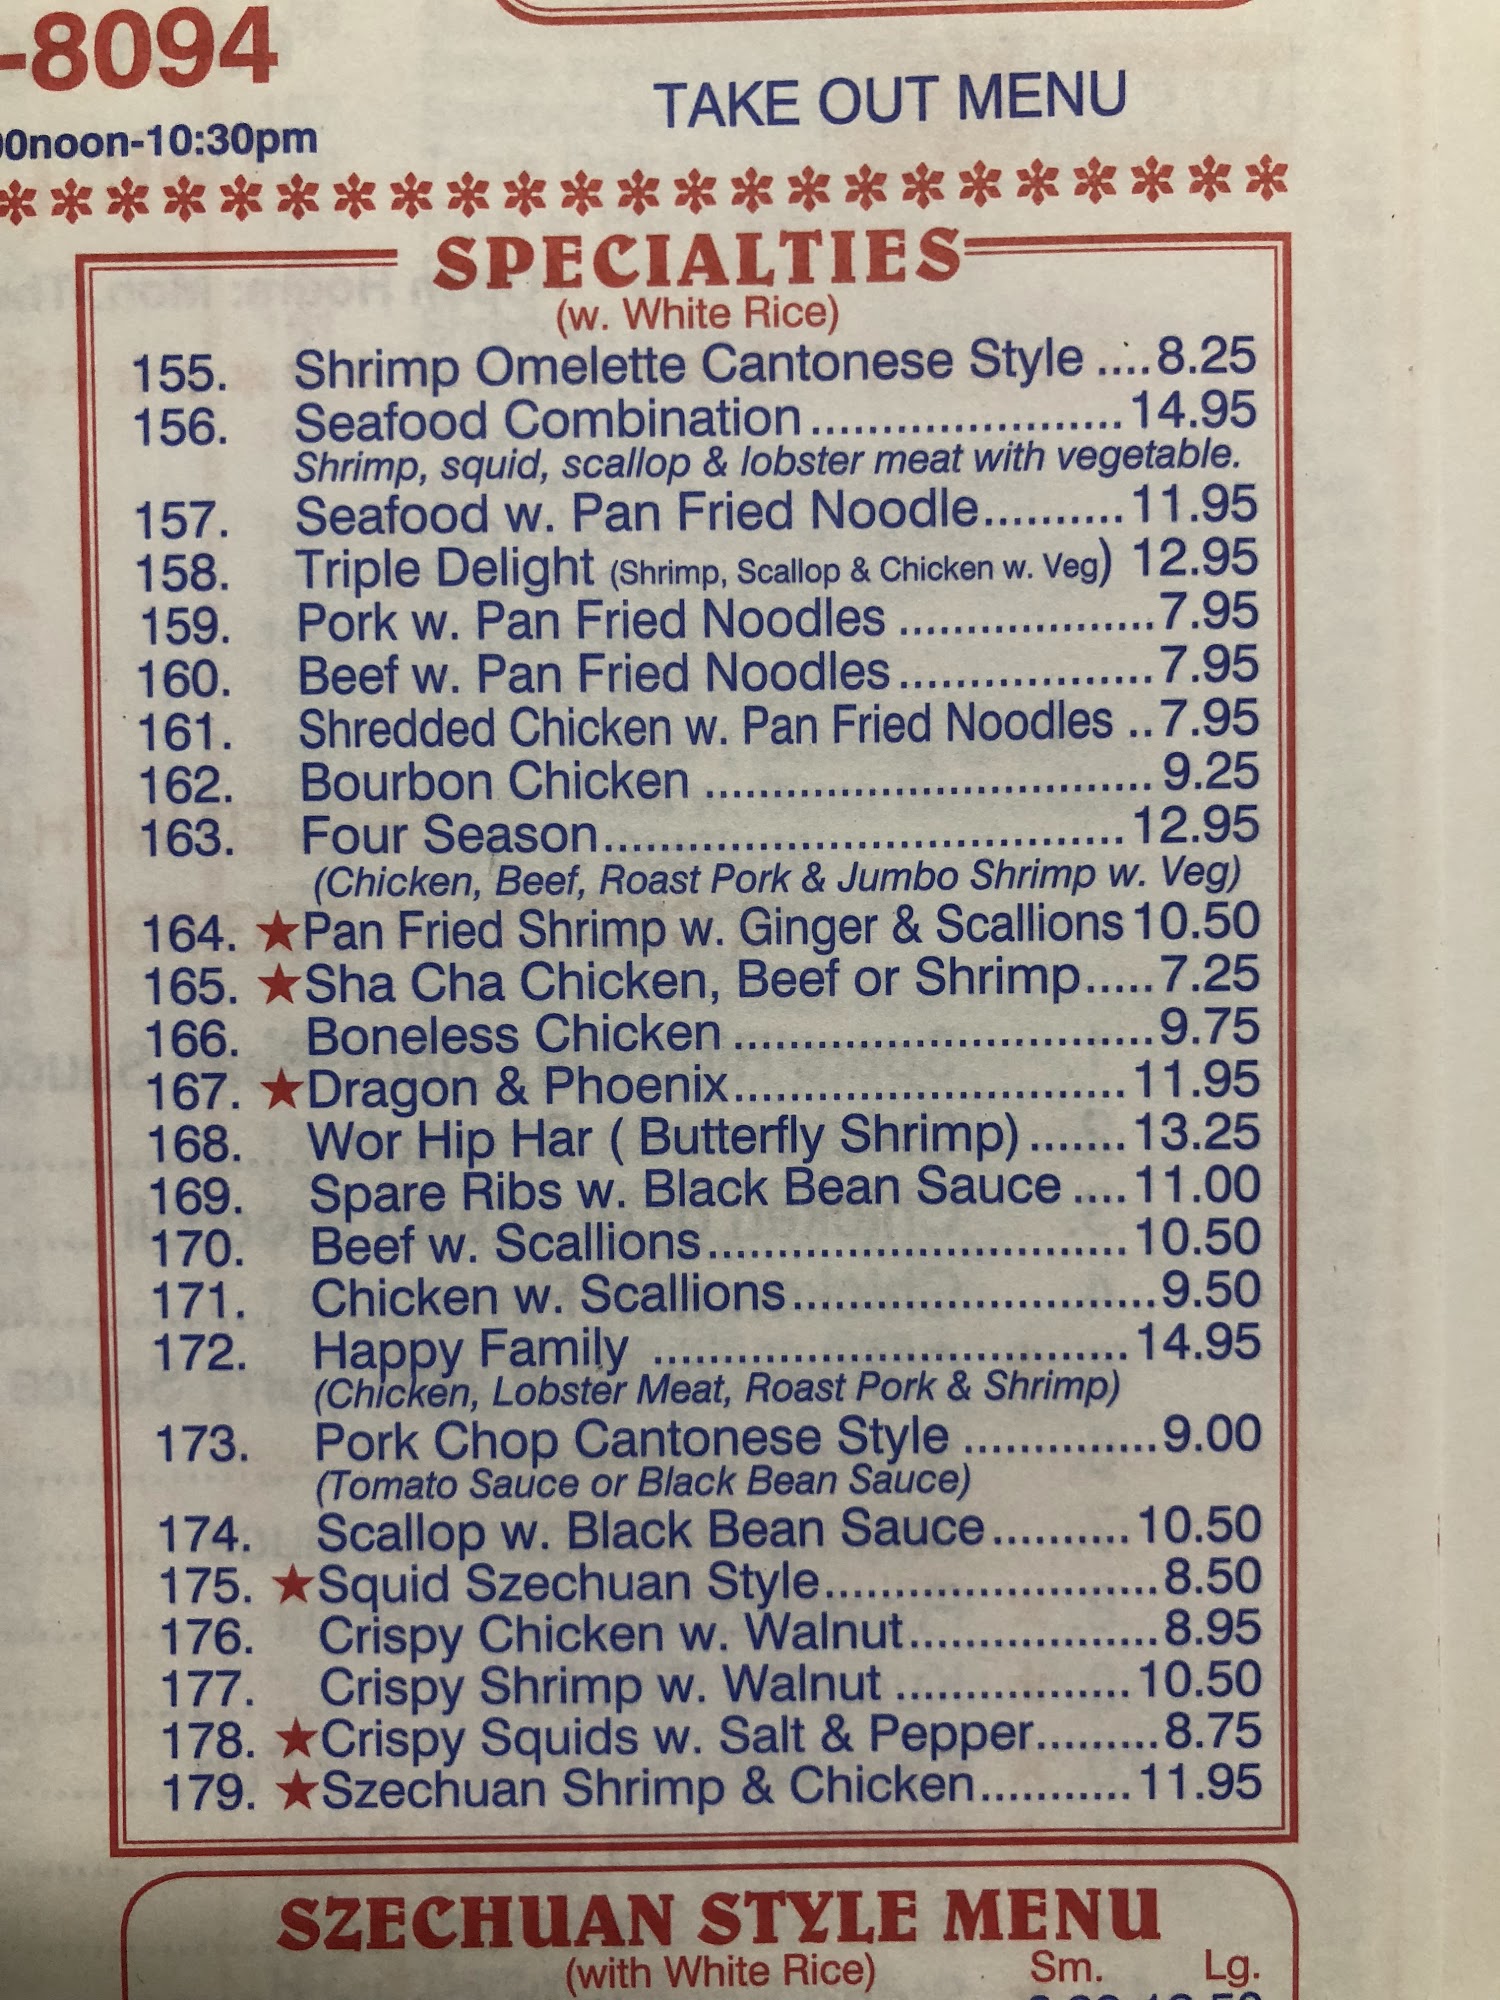 -8094
TAKE OUT MENU
00noon-10:30pm
SPECIALTIES
(w. White Rice)
155. Shrimp Omelette Cantonese Style ....8.25
156. Seafood Combination......................14.95
Shrimp, squid, scallop & lobster meat with vegetable.
157. Seafood w. Pan Fried Noodle..........11.95
158. Triple Delight (Shrimp, Scallop & Chicken w. Veg) 12.95
159. Pork w. Pan Fried Noodles ...................7.95
160. Beef w. Pan Fried Noodles...................7.95
161. Shredded Chicken w. Pan Fried Noodles ..7.95
162. Bourbon Chicken .................................9.25
163. Four Season.....................................12.95
(Chicken, Beef, Roast Pork & Jumbo Shrimp w. Veg)
164. ★Pan Fried Shrimp w. Ginger & Scallions 10.50
165. ★Sha Cha Chicken, Beef or Shrimp.....7.25
166. Boneless Chicken ..............................9.75
167. ★Dragon & Phoenix............................11.95
168. Wor Hip Har ( Butterfly Shrimp) .......13.25
169. Spare Ribs w. Black Bean Sauce ....11.00
170. Beef w. Scallions..............................10.50
171. Chicken w. Scallions..........................9.50
172. Happy Family ..................................14.95
(Chicken, Lobster Meat, Roast Pork & Shrimp)
173. Pork Chop Cantonese Style ..............9.00
(Tomato Sauce or Black Bean Sauce)
174. Scallop w. Black Bean Sauce..........10.50
175. ★Squid Szechuan Style........................8.50
176. Crispy Chicken w. Walnut..................8.95
177. Crispy Shrimp w. Walnut .................10.50
178. ★Crispy Squids w. Salt & Pepper.........8.75
179. ★Szechuan Shrimp & Chicken...........11.95
SZECHUAN STYLE MENU
(with White Rice) Sm. Lg.